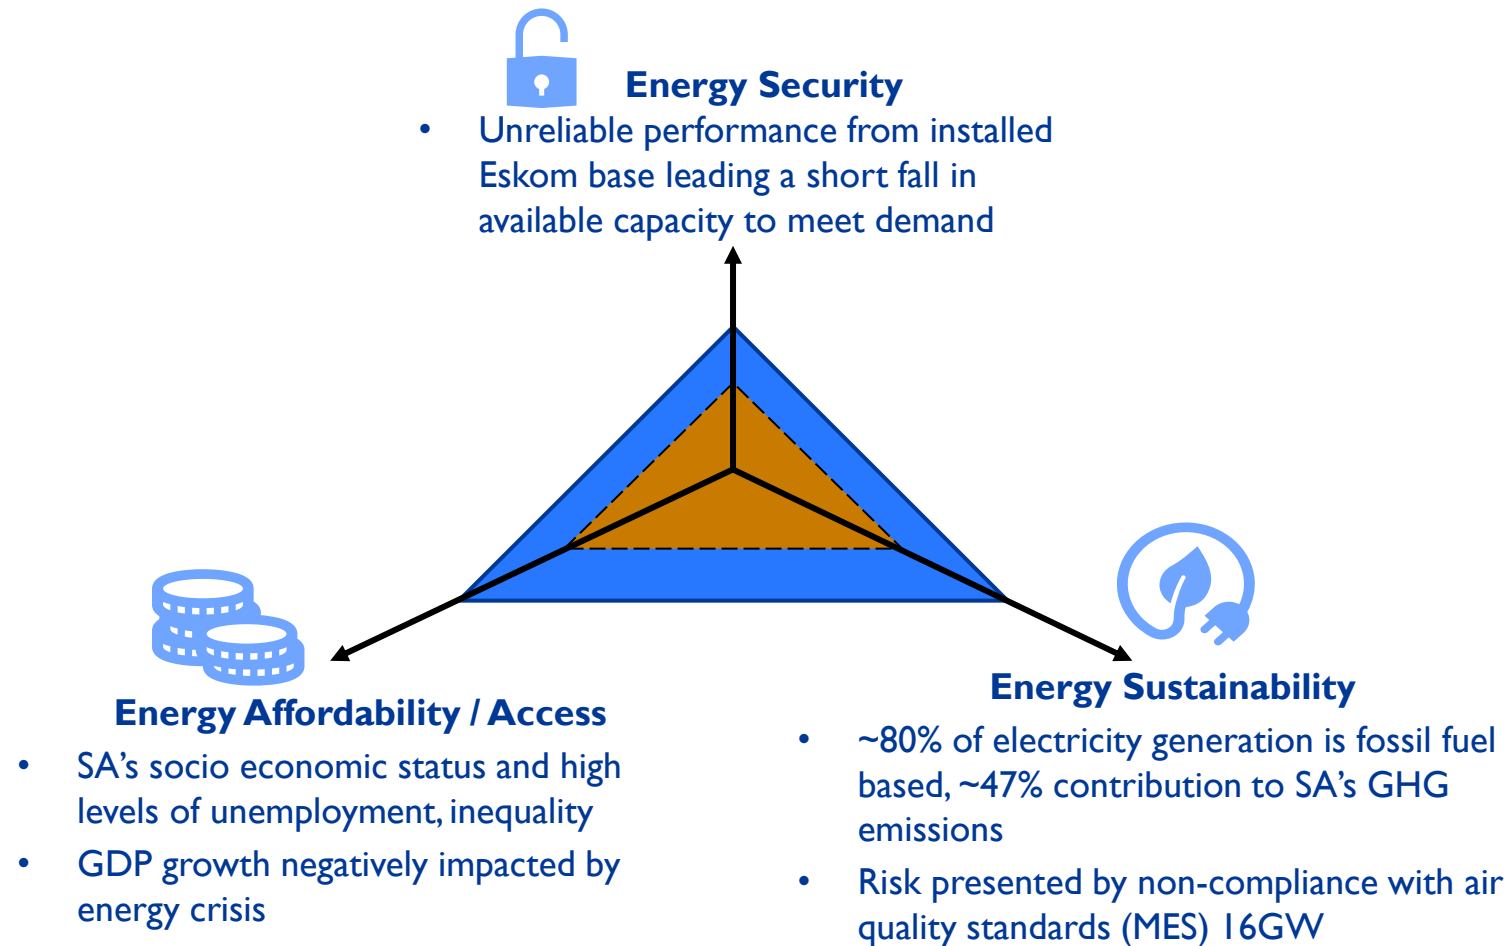 Energy Security
• Unreliable performance from installed
Eskom base leading a short fall in
available capacity to meet demand
Energy Affordability / Access
• SA’s socio economic status and high
levels of unemployment, inequality
• GDP growth negatively impacted by
energy crisis
Energy Sustainability
• ~80% of electricity generation is fossil fuel
based, ~47% contribution to SA’s GHG
emissions
• Risk presented by non-compliance with air
quality standards (MES) 16GW